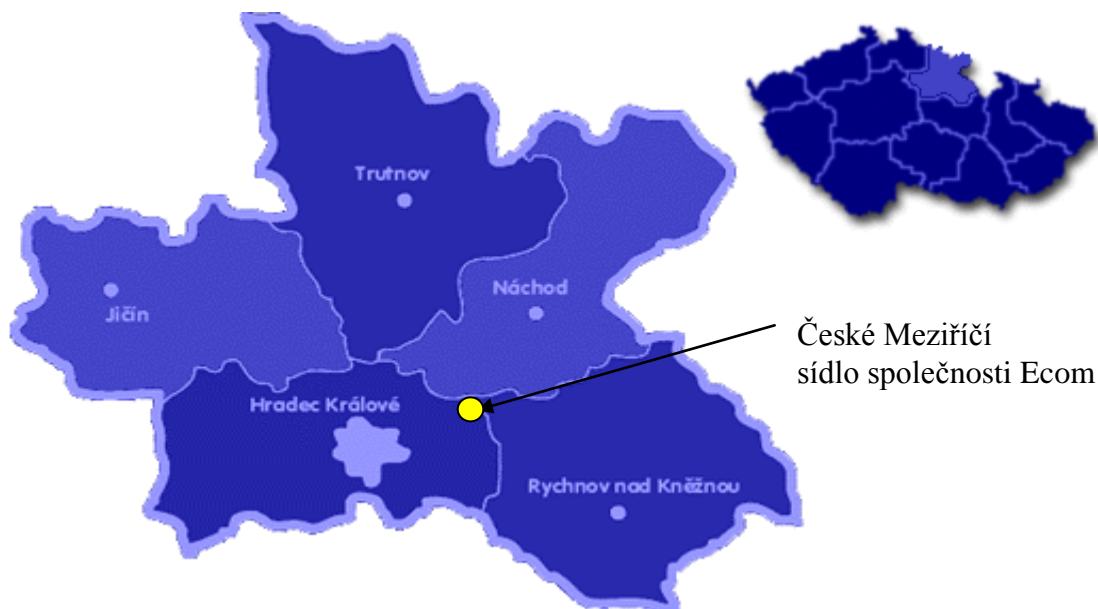 Trutnov
Náchod
Jičín
České Meziříčí
sídlo společnosti Ecom
Hradec Králové
Rychnov nad Kněžnou